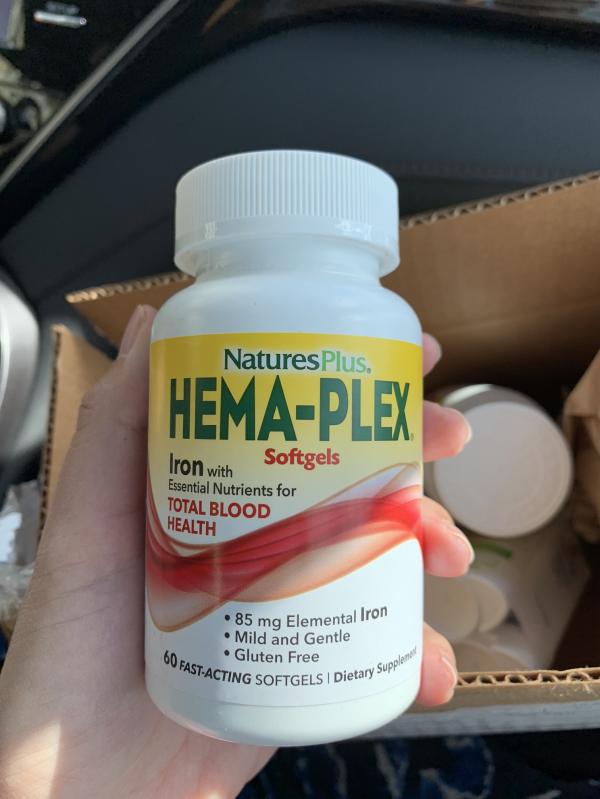 NaturesPlus®
HEMA-PLEX®
Softgels
Iron with
Essential Nutrients for
TOTAL BLOOD
HEALTH
• 85 mg Elemental Iron
• Mild and Gentle
• Gluten Free
60 FAST-ACTING SOFTGELS | Dietary Supplement